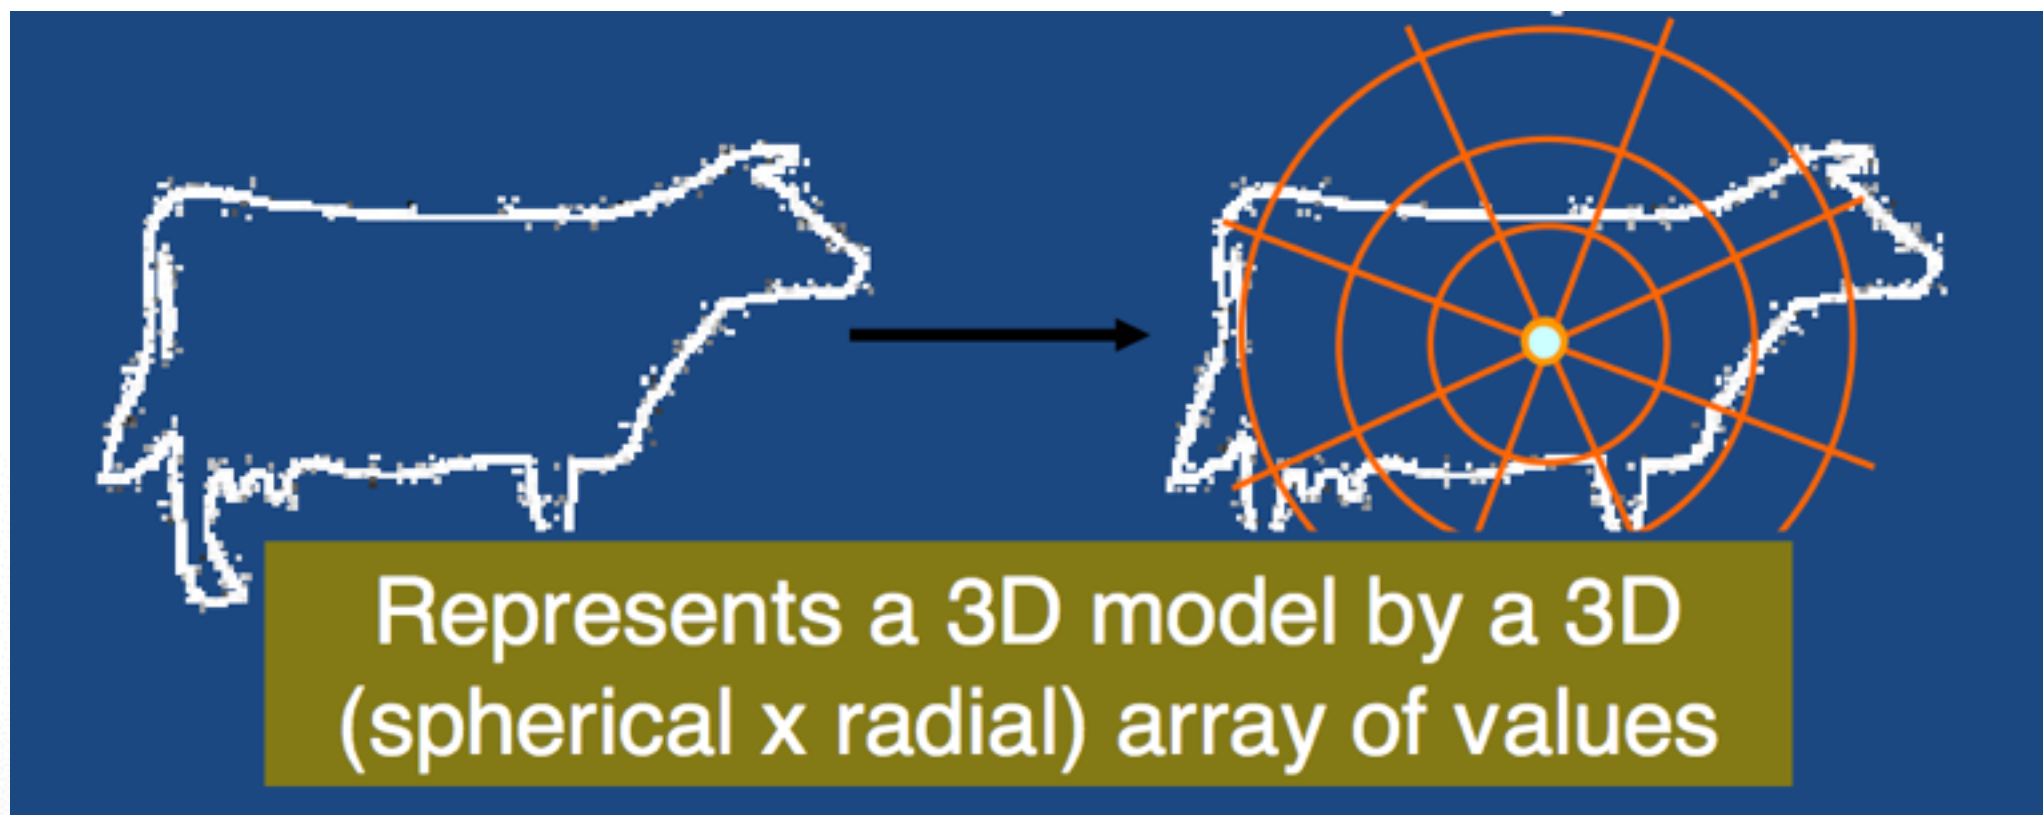 Represents a 3D model by a 3D
(spherical x radial) array of values